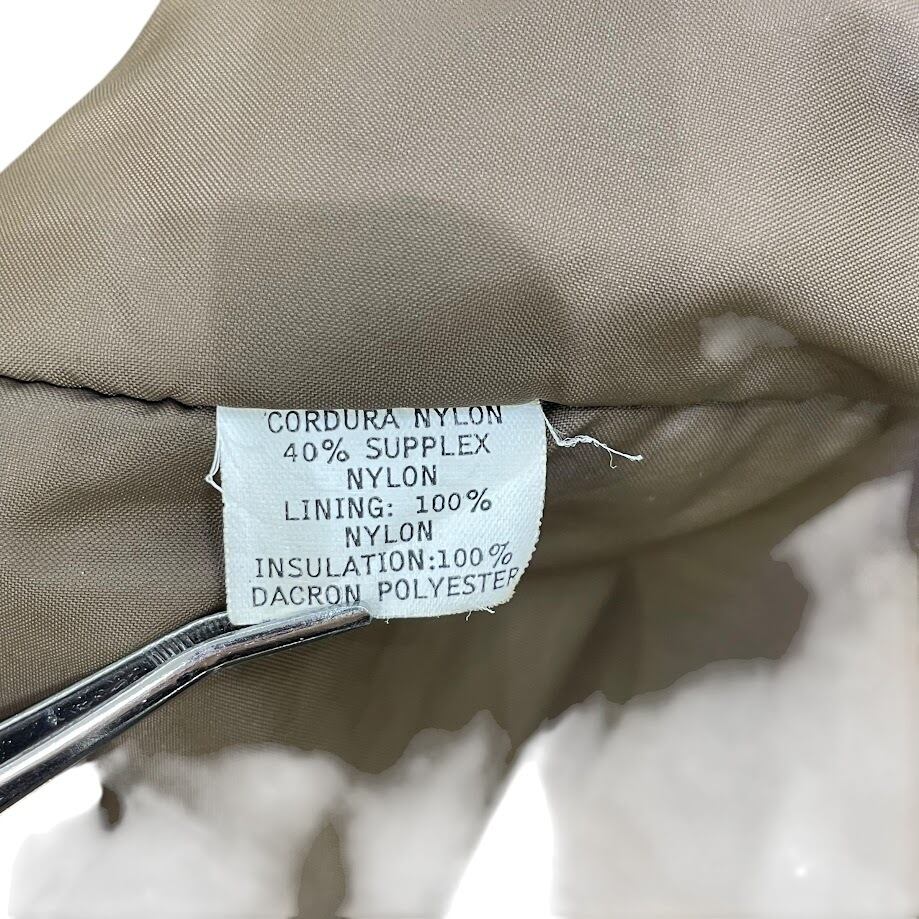 CORDURA NYLON
40% SUPPLEX
NYLON
LINING: 100%
NYLON
INSULATION:100%
DACRON POLYESTER